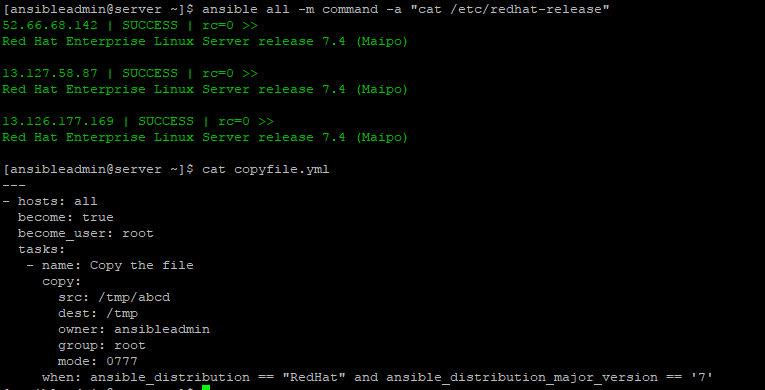 [ansibleadmin@server ~]$ ansible all -m command -a "cat /etc/redhat-release"
52.66.68.142 | SUCCESS | rc=0 >>
Red Hat Enterprise Linux Server release 7.4 (Maipo)

13.127.58.87 | SUCCESS | rc=0 >>
Red Hat Enterprise Linux Server release 7.4 (Maipo)

13.126.177.169 | SUCCESS | rc=0 >>
Red Hat Enterprise Linux Server release 7.4 (Maipo)

[ansibleadmin@server ~]$ cat copyfile.yml
---
- hosts: all
  become: true
  become_user: root
  tasks:
   - name: Copy the file
     copy:
       src: /tmp/abcd
       dest: /tmp
       owner: ansibleadmin
       group: root
       mode: 0777
     when: ansible_distribution == "RedHat" and ansible_distribution_major_version == '7'